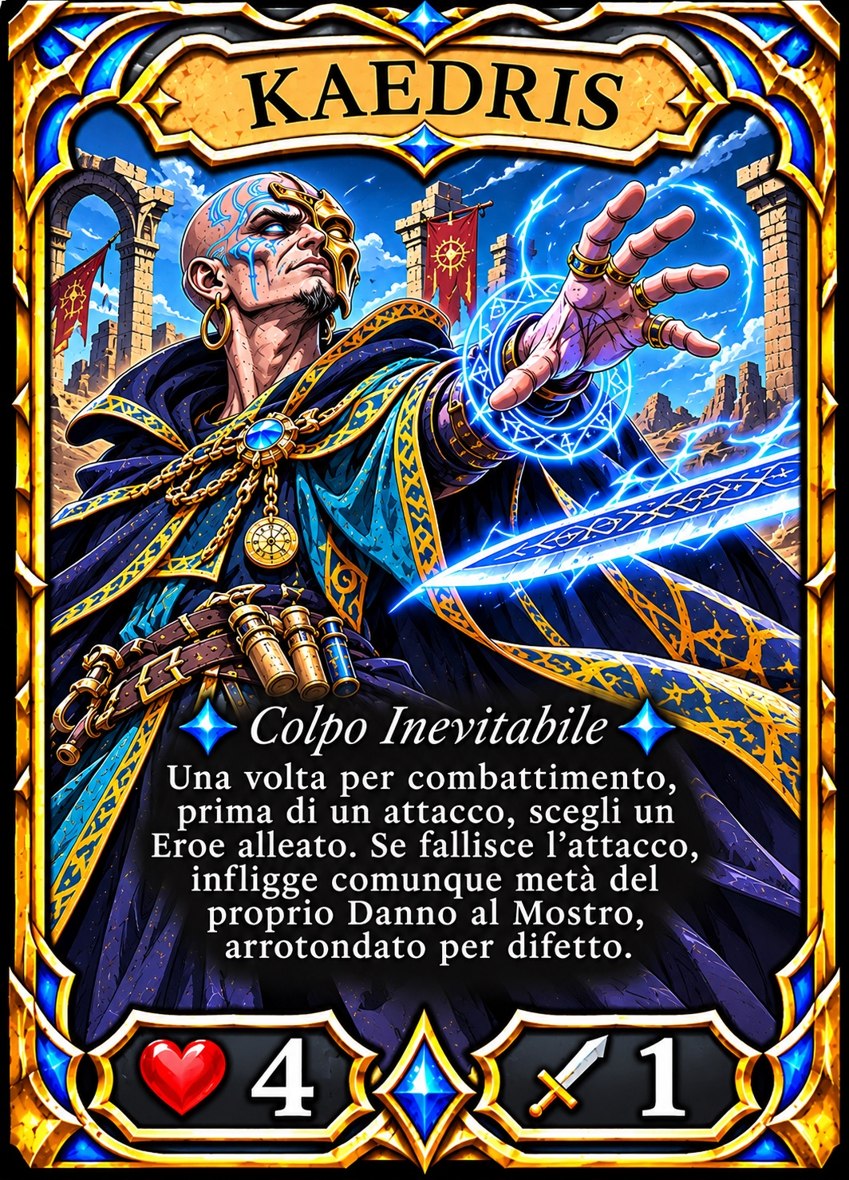 KAEDRIS
Colpo Inevitabile
Una volta per combattimento,
prima di un attacco, scegli un
Eroe alleato. Se fallisce l’attacco,
infligge comunque metà del
proprio Danno al Mostro,
arrotondato per difetto.
4
1